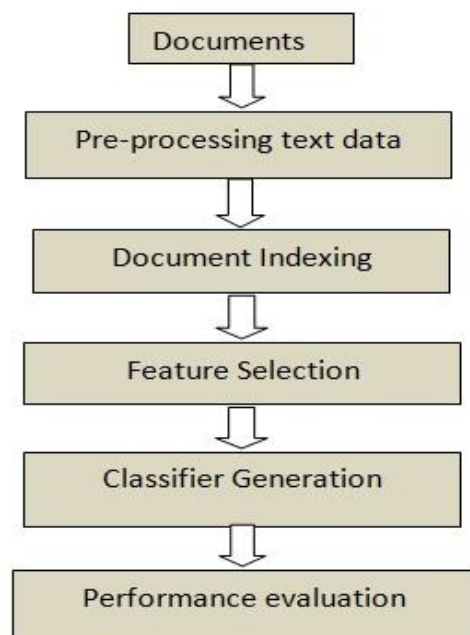 Documents
Pre-processing text data
Document Indexing
Feature Selection
Classifier Generation
Performance evaluation